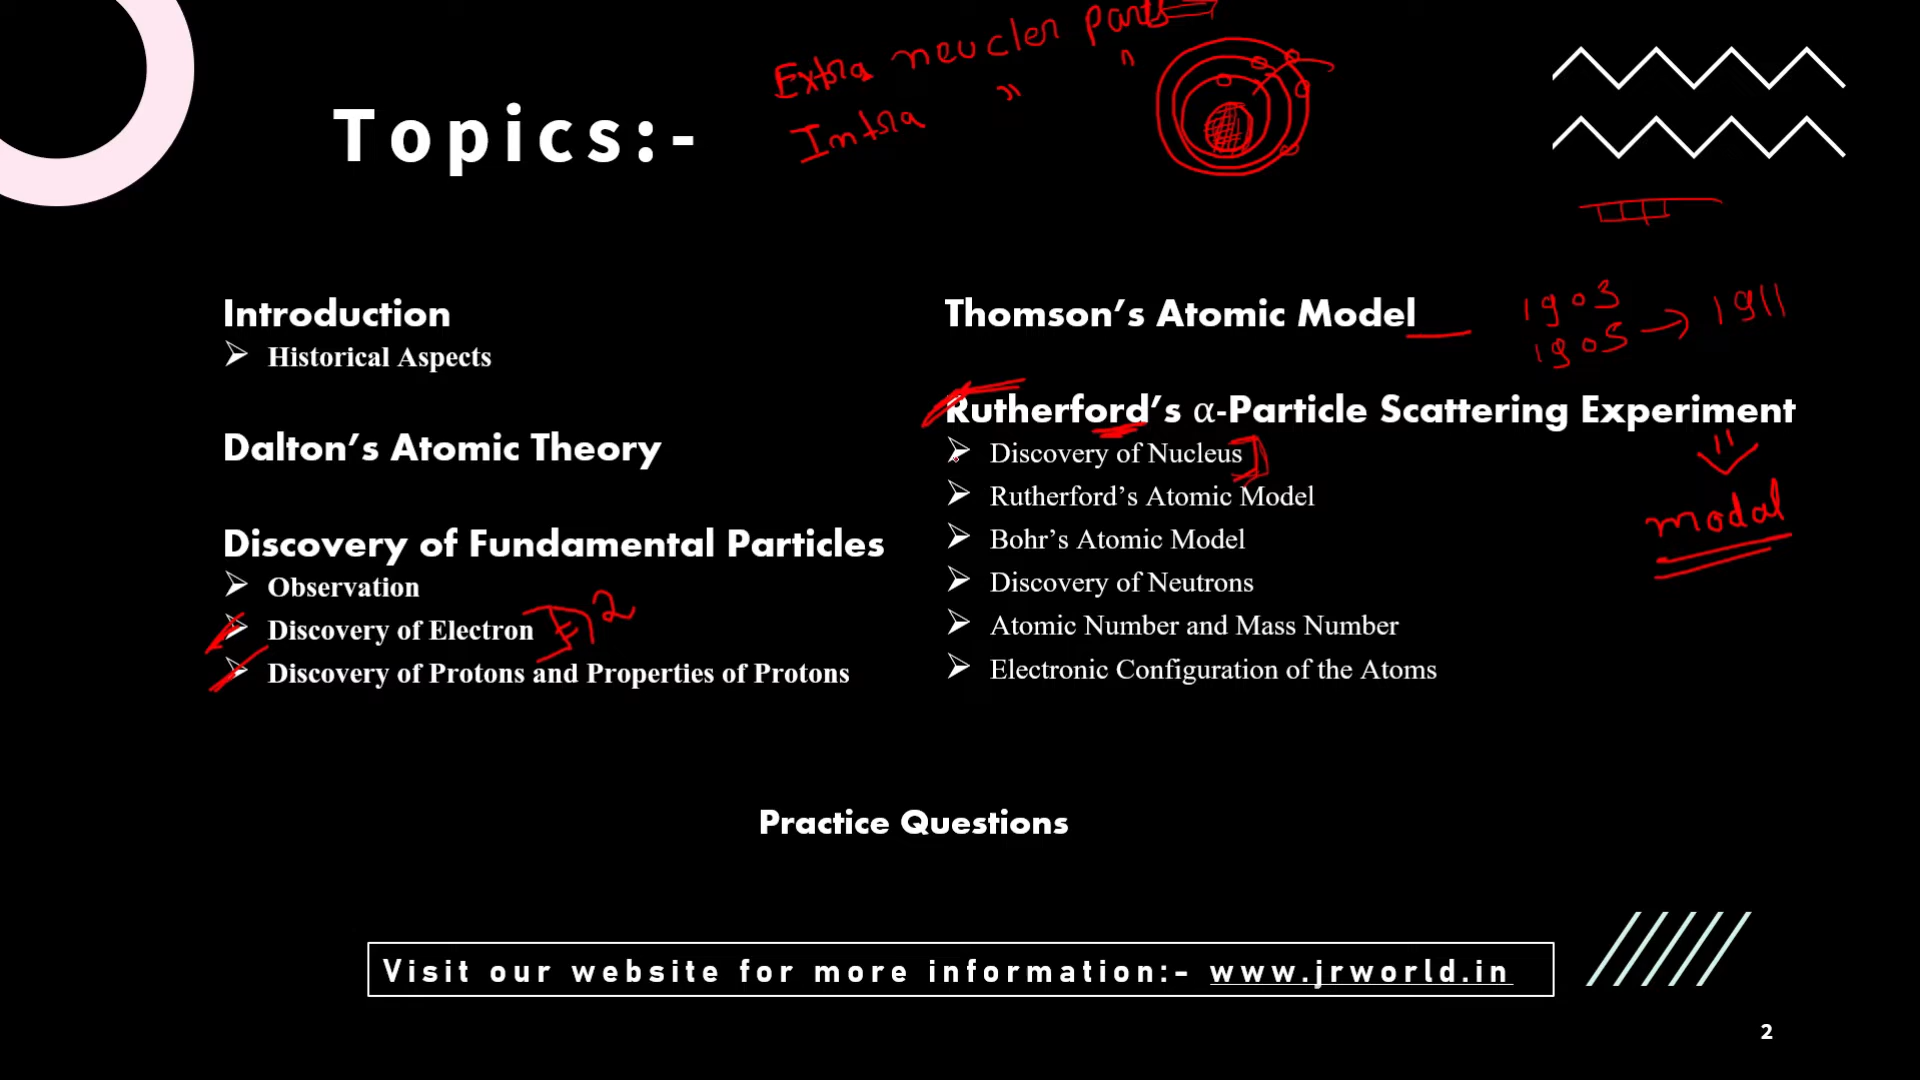 Extra neucler parts
Intra " "
Topics:-
Introduction
Historical Aspects
Dalton's Atomic Theory
Discovery of Fundamental Particles
Observation
Discovery of Electron
2
Discovery of Protons and Properties of Protons
Thomson's Atomic Model
1903
1905 → 1911
Rutherford's α-Particle Scattering Experiment
Discovery of Nucleus
Rutherford's Atomic Model
Bohr's Atomic Model
Discovery of Neutrons
Atomic Number and Mass Number
Electronic Configuration of the Atoms
modal
Practice Questions
Visit our website for more information:- www.jrworld.in
2